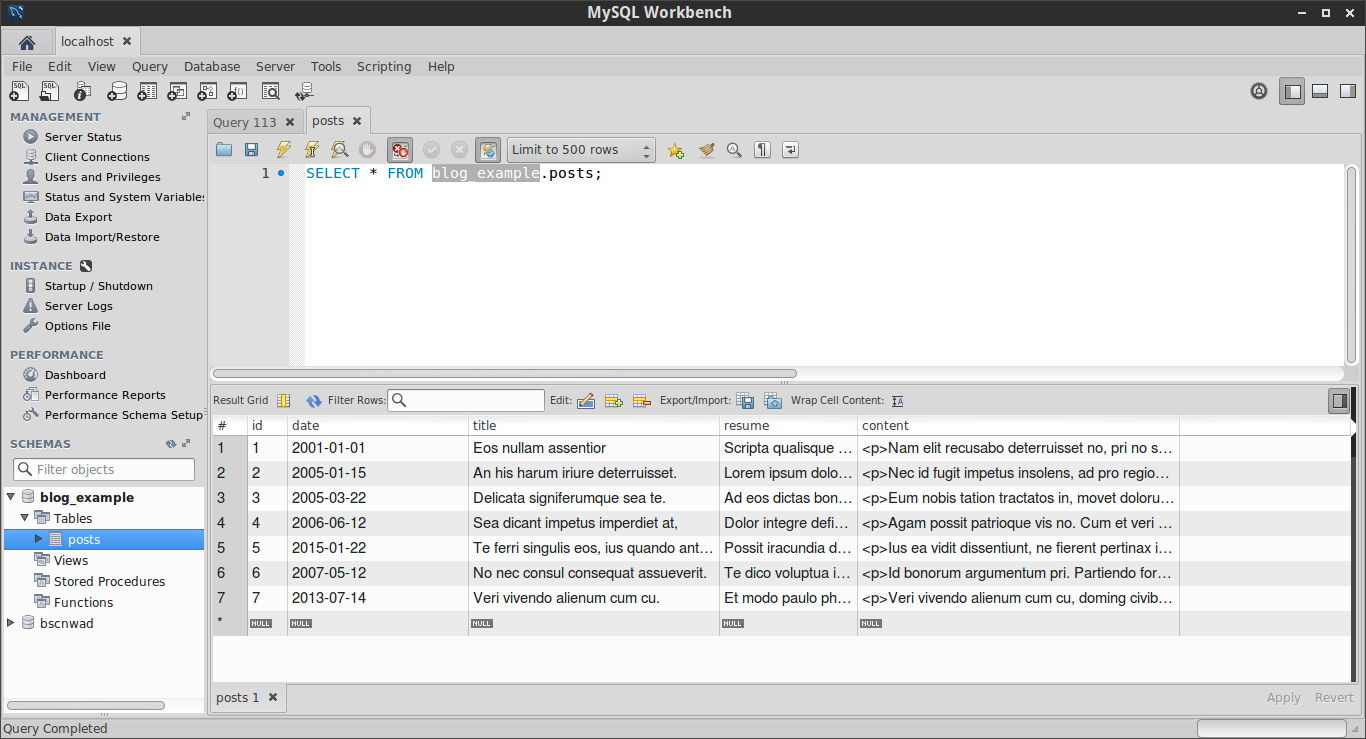 MySQL Workbench
localhost
File Edit View Query Database Server Tools Scripting Help
MANAGEMENT
Server Status
Client Connections
Users and Privileges
Status and System Variables
Data Export
Data Import/Restore
INSTANCE
Startup / Shutdown
Server Logs
Options File
PERFORMANCE
Dashboard
Performance Reports
Performance Schema Setup
SCHEMAS
Filter objects
blog_example
Tables
posts
Views
Stored Procedures
Functions
bscnwad
Query 113 posts
Limit to 500 rows
1 SELECT * FROM blog_example.posts;
Result Grid Filter Rows: Edit: Export/Import: Wrap Cell Content:
# id date title resume content
1 1 2001-01-01 Eos nullam assentior Scripta qualisque ... <p>Nam elit recusabo deterruisset no, pri no s...
2 2 2005-01-15 An his harum iriure deterruisset. Lorem ipsum dolo... <p>Nec id fugit impetus insolens, ad pro regio...
3 3 2005-03-22 Delicata signiferumque sea te. Ad eos dictas bon... <p>Eum nobis tation tractatos in, movet doloru...
4 4 2006-06-12 Sea dicant impetus imperdiet at, Dolor integre defi... <p>Agam possit patrioque vis no. Cum et veri ...
5 5 2015-01-22 Te ferri singulis eos, ius quando ant... Possit iracundia d... <p>Ius ea vidit dissentiunt, ne fierent pertinax i...
6 6 2007-05-12 No nec consul consequat assueverit. Te dico voluptua i... <p>Id bonorum argumentum pri. Partiendo for...
7 7 2013-07-14 Veri vivendo alienum cum cu. Et modo paulo ph... <p>Veri vivendo alienum cum cu, doming civib...
* NULL NULL NULL NULL NULL
posts 1 Apply Revert
Query Completed